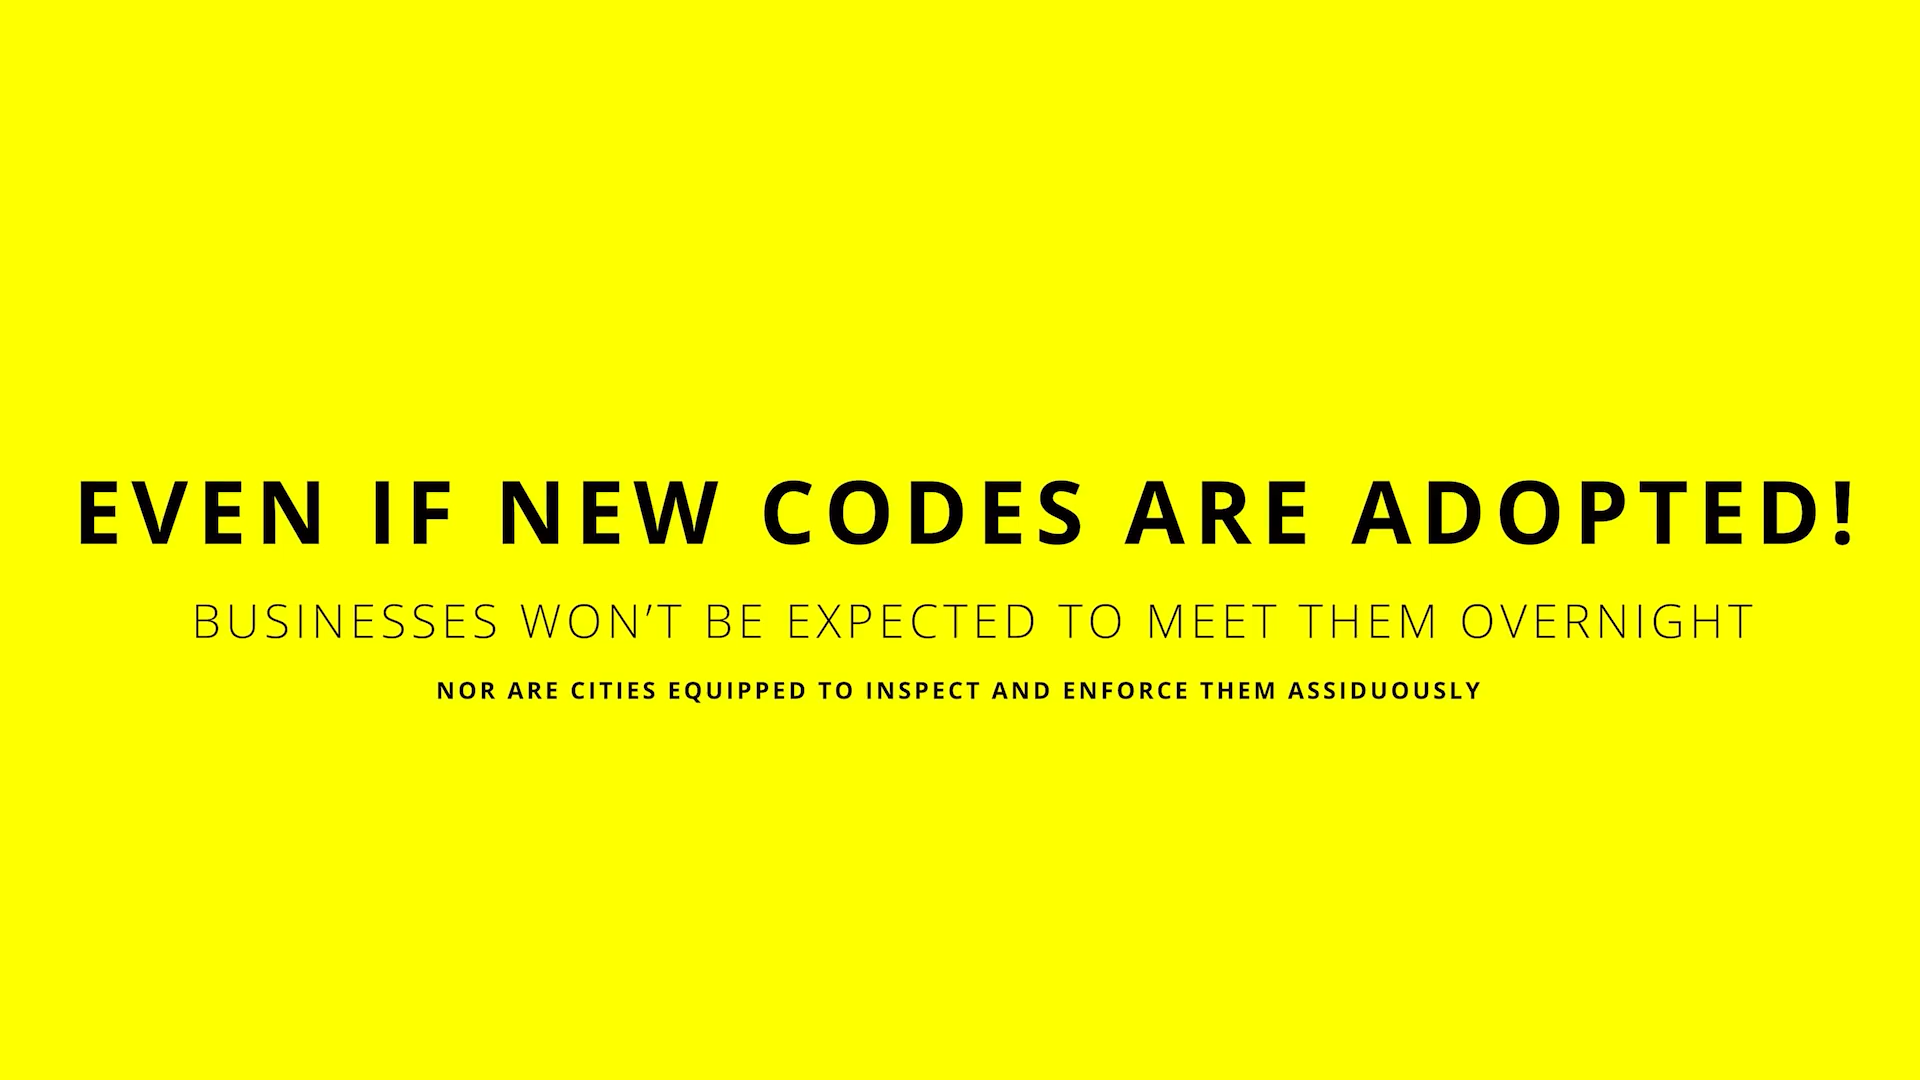 EVEN IF NEW CODES ARE ADOPTED!
BUSINESSES WON’T BE EXPECTED TO MEET THEM OVERNIGHT
NOR ARE CITIES EQUIPPED TO INSPECT AND ENFORCE THEM ASSIDUOUSLY